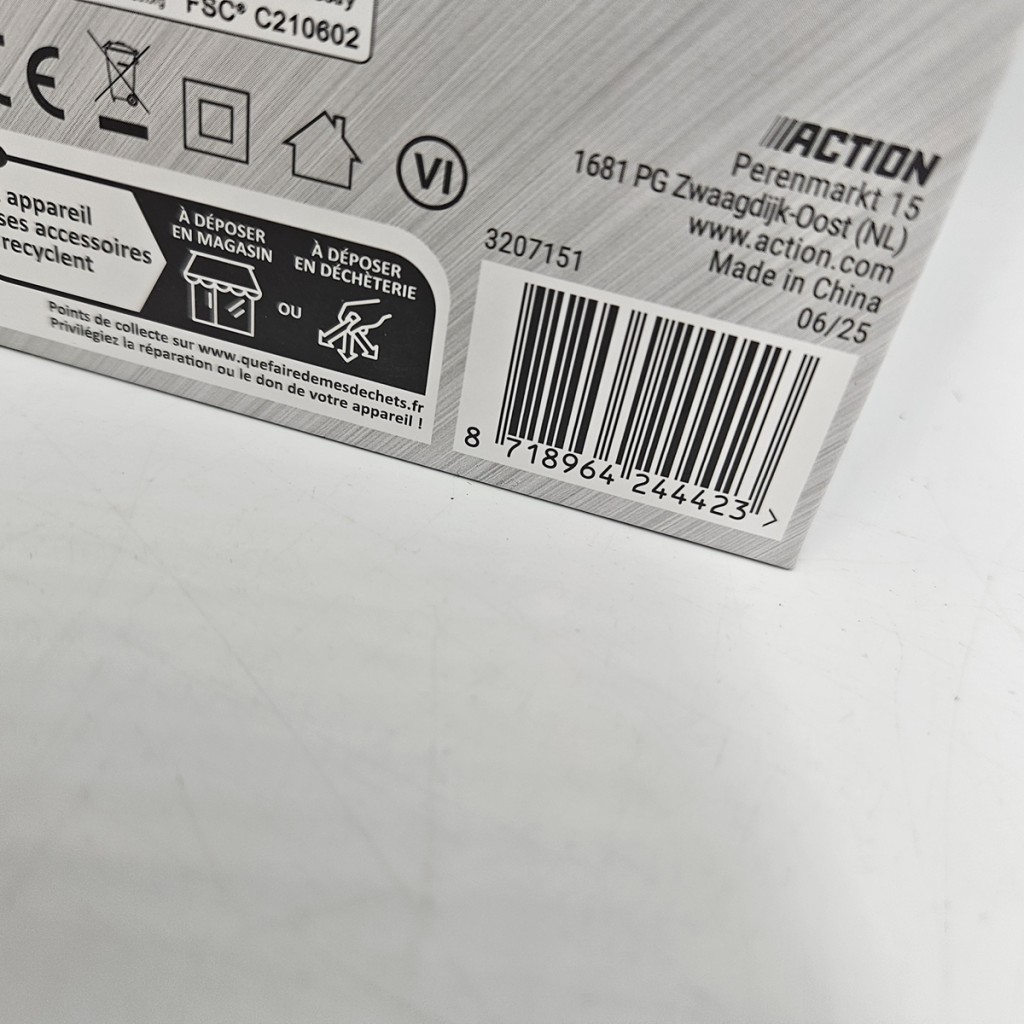 FSC® C210602
CE
VI
ACTION
Perenmarkt 15
1681 PG Zwaagdijk-Oost (NL)
www.action.com
Made in China
06/25
appareil
ses accessoires
recyclent
À DÉPOSER
EN MAGASIN
OU
À DÉPOSER
EN DÉCHÈTERIE
Points de collecte sur www.quefairedemesdechets.fr
Privilégiez la réparation ou le don de votre appareil !
3207151
8 718964 244423 >